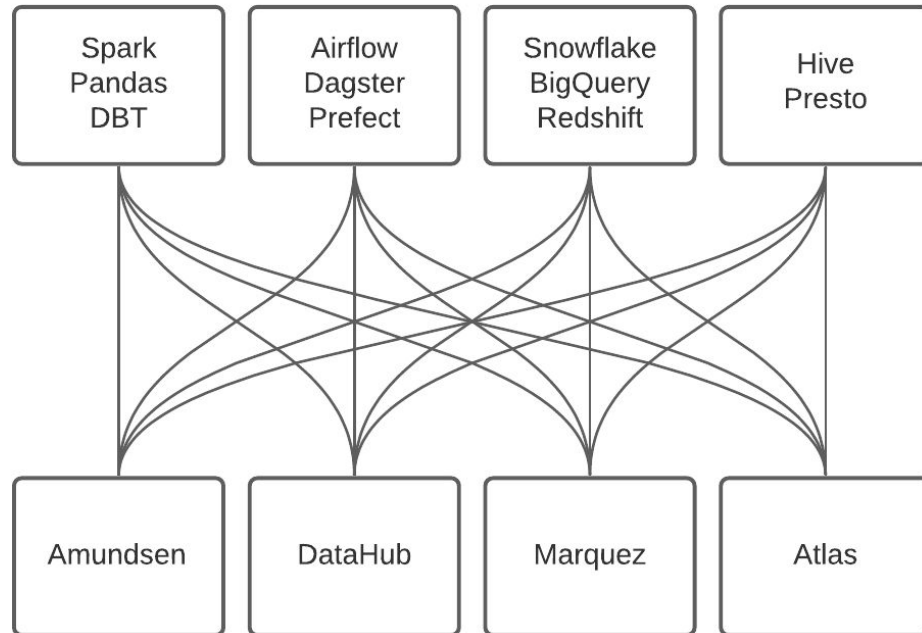 Spark
Pandas
DBT
Airflow
Dagster
Prefect
Snowflake
BigQuery
Redshift
Hive
Presto
Amundsen
DataHub
Marquez
Atlas